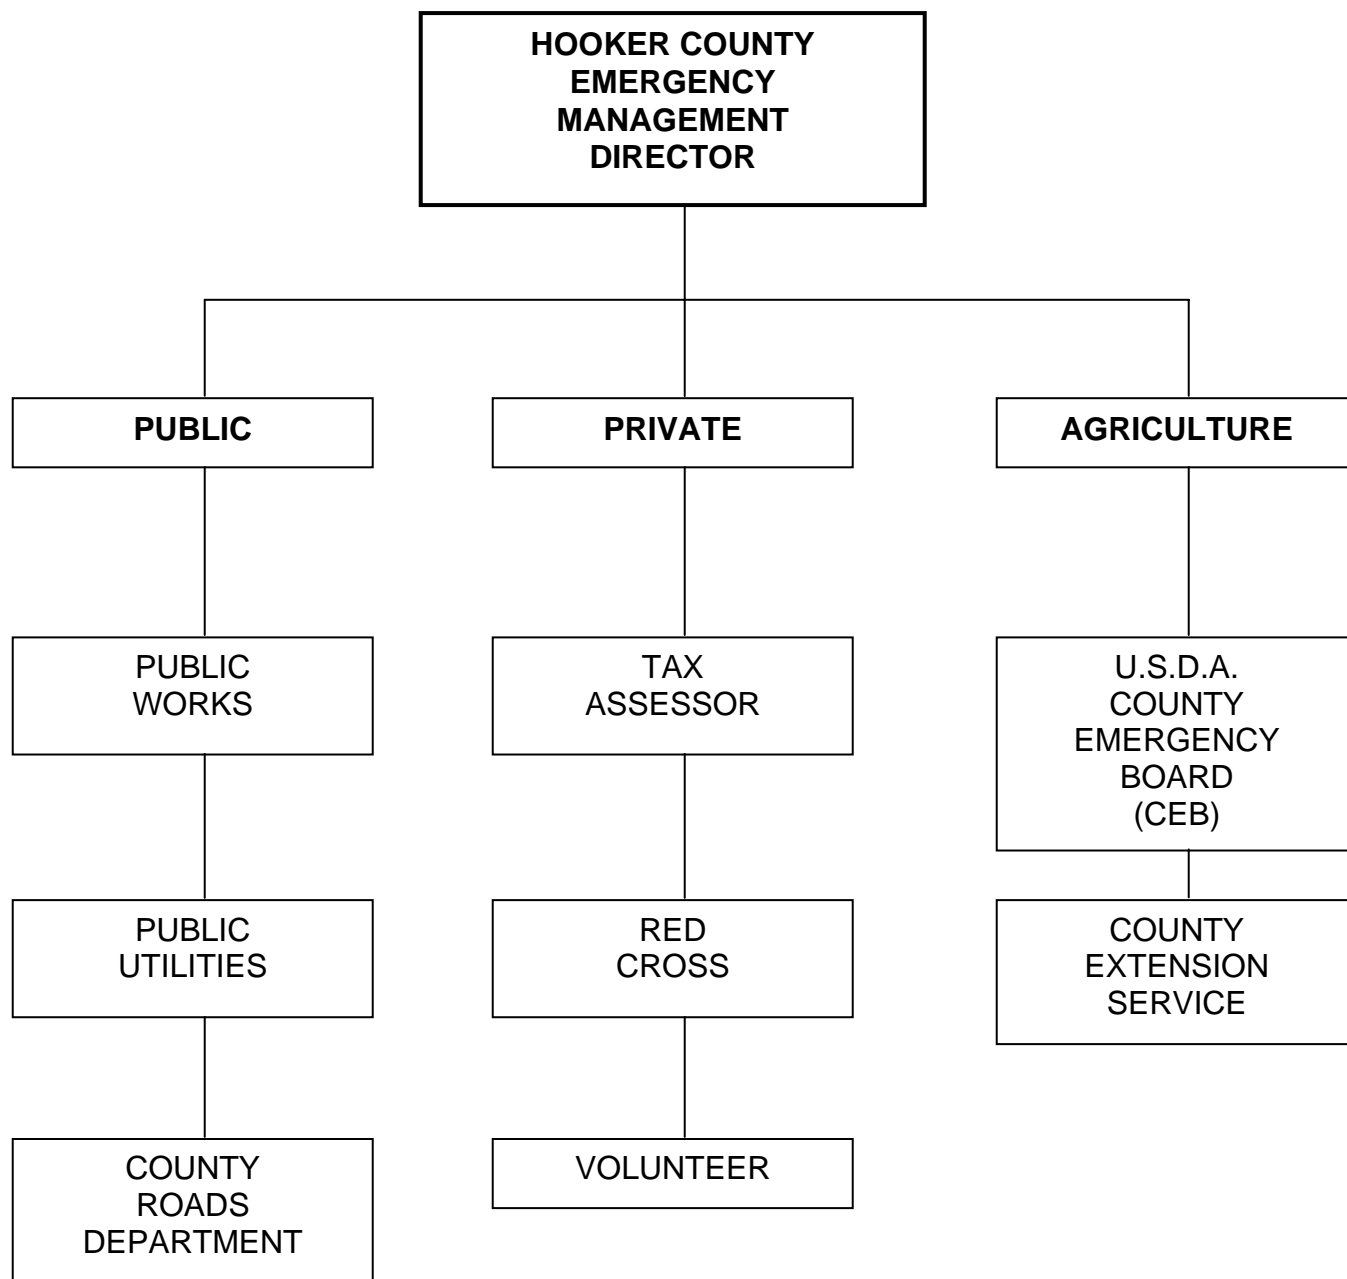 HOOKER COUNTY
EMERGENCY
MANAGEMENT
DIRECTOR
PUBLIC
PRIVATE
AGRICULTURE
PUBLIC
WORKS
TAX
ASSESSOR
U.S.D.A.
COUNTY
EMERGENCY
BOARD
(CEB)
PUBLIC
UTILITIES
RED
CROSS
COUNTY
EXTENSION
SERVICE
COUNTY
ROADS
DEPARTMENT
VOLUNTEER